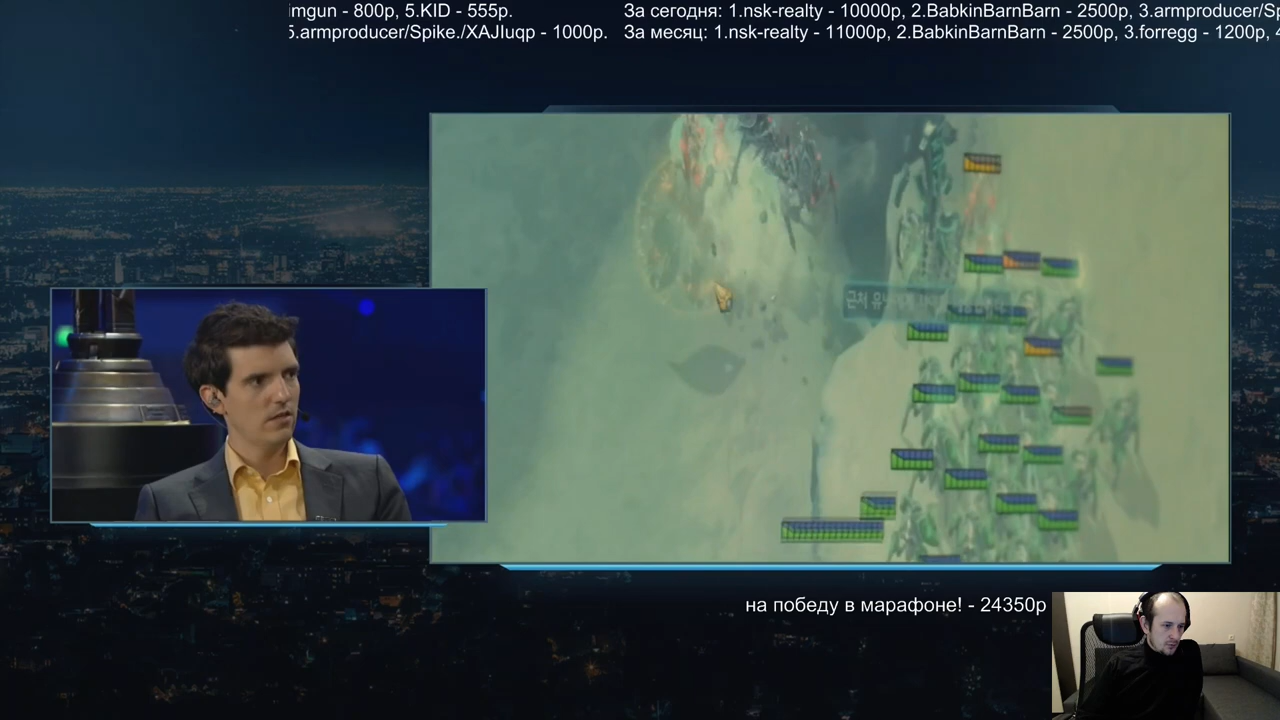 imgun - 800р, 5.KID - 555р. За сегодня: 1.nsk-realty - 10000р, 2.BabkinBarnBarn - 2500р, 3.armproducer/Sp
5.armproducer/Spike./XAJIuqp - 1000р. За месяц: 1.nsk-realty - 11000р, 2.BabkinBarnBarn - 2500р, 3.forregg - 1200р, 4
근처
на победу в марафоне! - 24350р